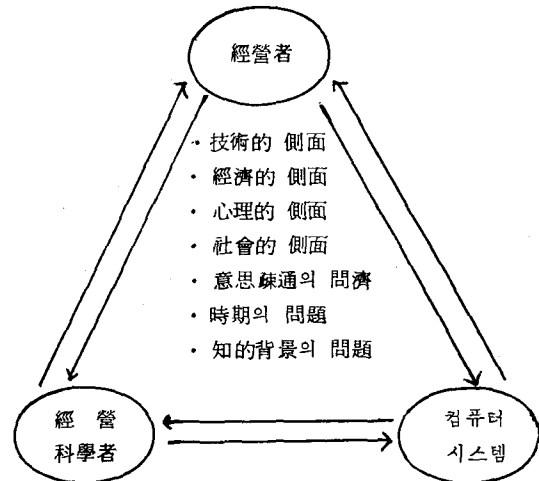 經營者
· 技術的 側面
· 經濟的 側面
· 心理的 側面
· 社會的 側面
· 意思疎通의 問濟
· 時期의 問題
· 知的背景의 問題
經 營
科學者
컴퓨터
시스템